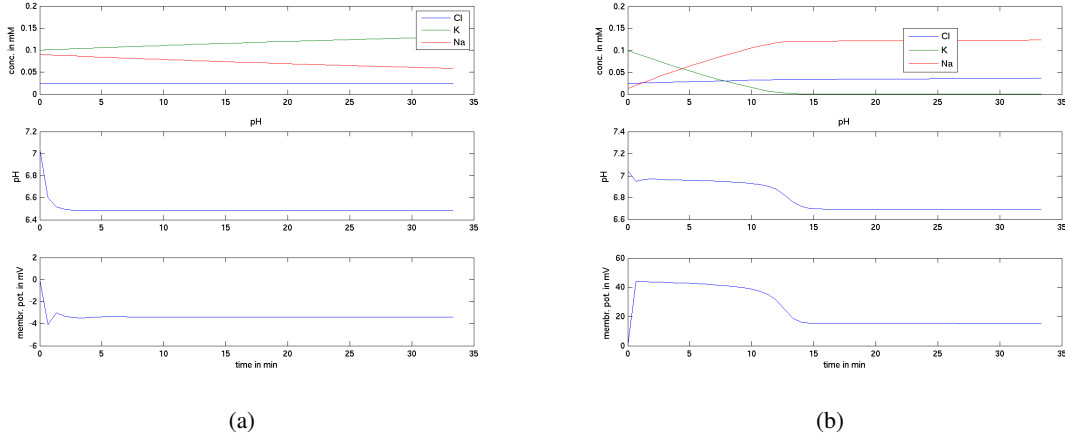 0.2
0.15
0.1
0.05
0
conc. in mM
Cl
K
Na
0 5 10 15 20 25 30 35
pH
7.2
7
6.8
6.6
6.4
pH
0 5 10 15 20 25 30 35
2
0
-2
-4
-6
membr. pot. in mV
0 5 10 15 20 25 30 35
time in min
(a)
0.2
0.15
0.1
0.05
0
conc. in mM
Cl
K
Na
0 5 10 15 20 25 30 35
pH
7.4
7.2
7
6.8
6.6
pH
0 5 10 15 20 25 30 35
60
40
20
0
membr. pot. in mV
0 5 10 15 20 25 30 35
time in min
(b)